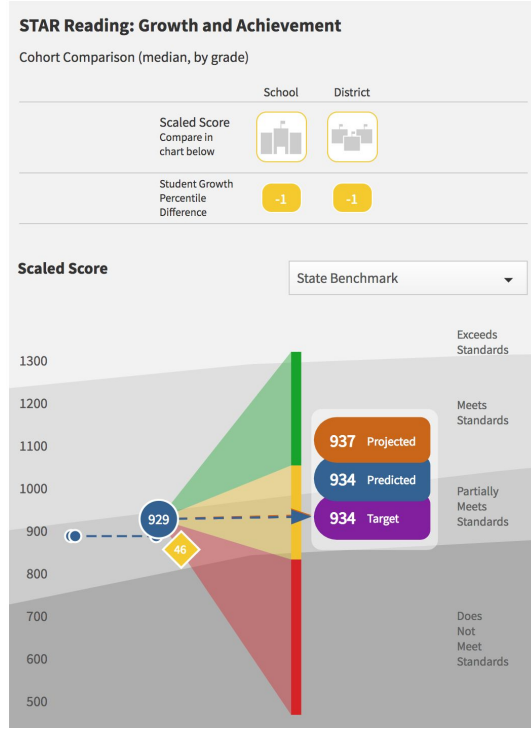 STAR Reading: Growth and Achievement
Cohort Comparison (median, by grade)
School District
Scaled Score
Compare in
chart below
Student Growth
Percentile
Difference
-1 -1
Scaled Score
State Benchmark
Exceeds
Standards
1300
1200
Meets
Standards
1100
937 Projected
1000
934 Predicted
Partially
Meets
Standards
900
929
934 Target
46
800
700
Does
Not
Meet
Standards
600
500